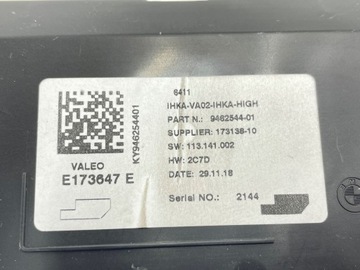 6411
IHKA-VA02-IHKA-HIGH
PART N.: 9462544-01
SUPPLIER: 173138-10
SW: 113.141.002
HW: 2C7D
DATE: 29.11.18
Serial NO.: 2144
KY946254401
VALEO
E173647 E